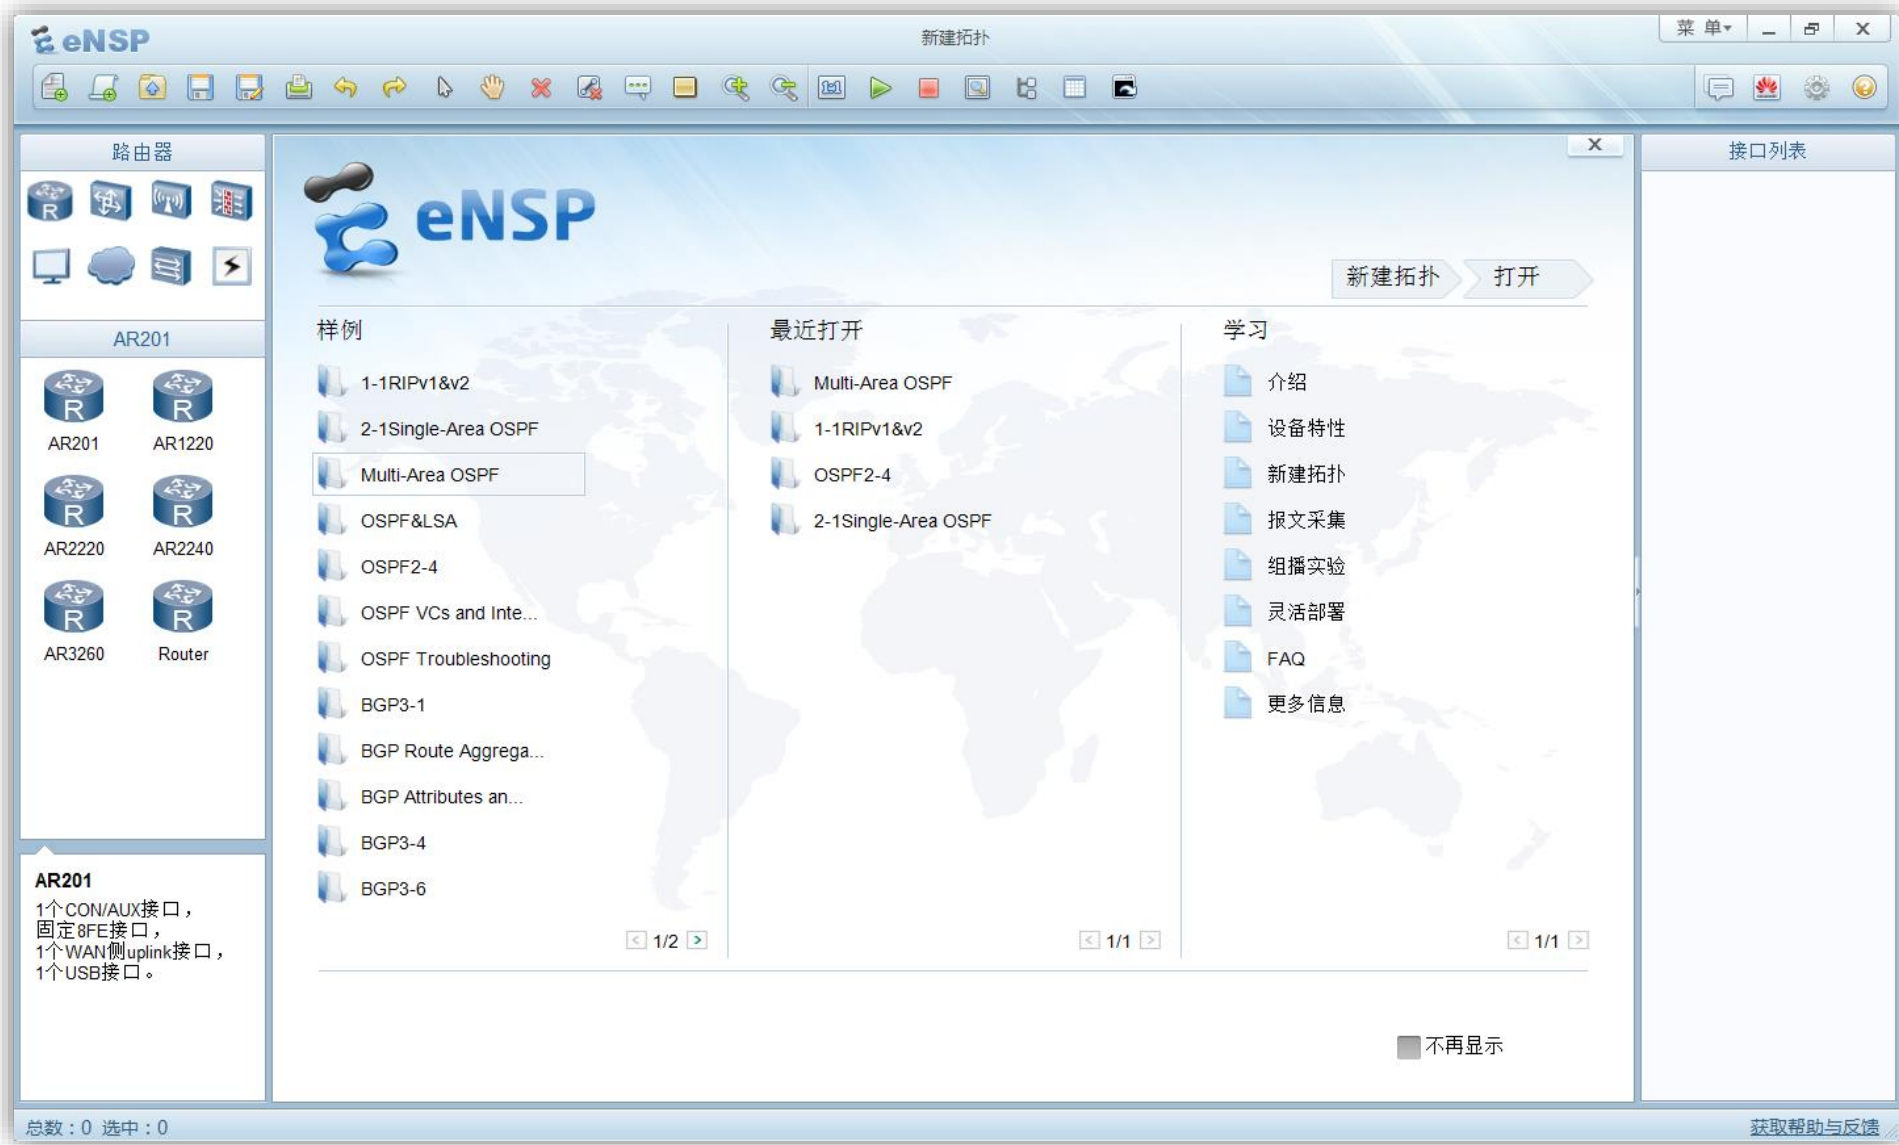 eNSP
新建拓扑
菜 单
1:1
路由器
R
AR201
R
R
AR201
AR1220
R
R
AR2220
AR2240
R
R
AR3260
Router
AR201
1个CON/AUX接口，
固定8FE接口，
1个WAN侧uplink接口，
1个USB接口。
eNSP
新建拓扑
打开
样例
1-1RIPv1&v2
2-1Single-Area OSPF
Multi-Area OSPF
OSPF&LSA
OSPF2-4
OSPF VCs and Inte...
OSPF Troubleshooting
BGP3-1
BGP Route Aggrega...
BGP Attributes an...
BGP3-4
BGP3-6
1/2
最近打开
Multi-Area OSPF
1-1RIPv1&v2
OSPF2-4
2-1Single-Area OSPF
1/1
学习
介绍
设备特性
新建拓扑
报文采集
组播实验
灵活部署
FAQ
更多信息
1/1
不再显示
接口列表
总数：0 选中：0
获取帮助与反馈